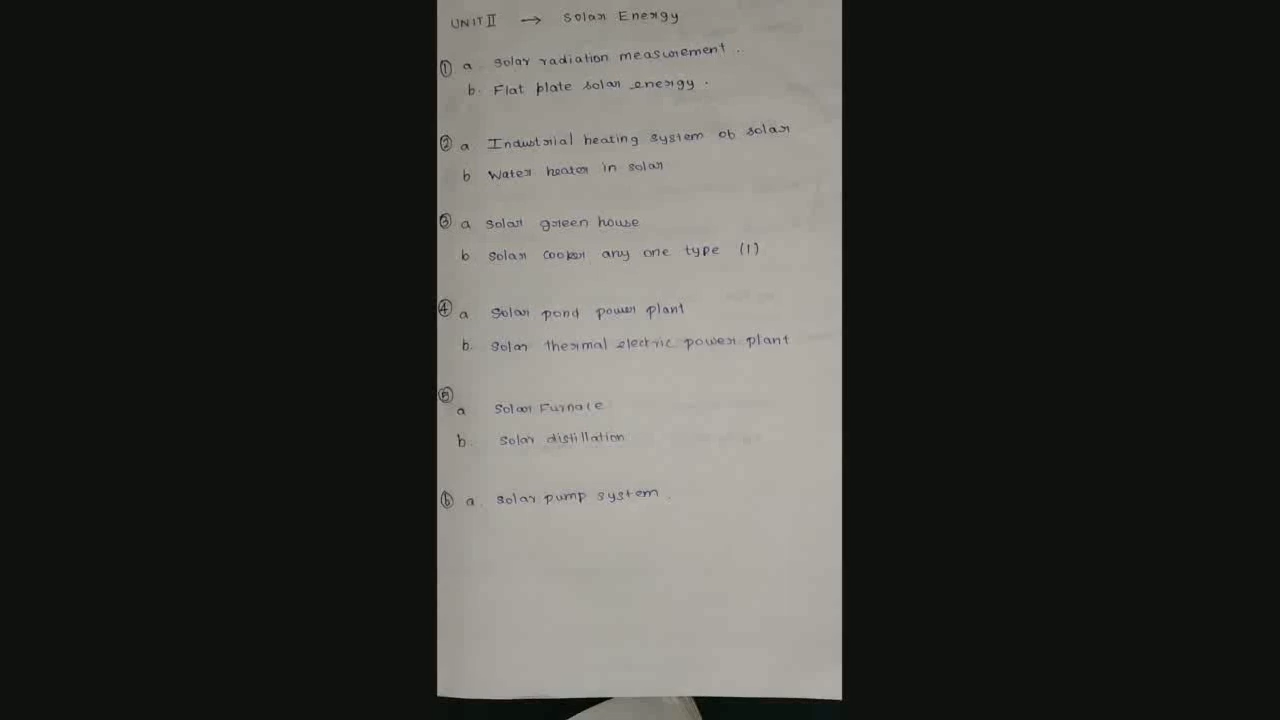 UNIT II → Solar Energy
① a. Solar radiation measurement.
b. Flat plate solar energy.
② a Industrial heating system of solar
b Water heater in solar
③ a Solar green house
b Solar cooker any one type (1)
④ a Solar pond power plant
b. Solar thermal electric power plant
⑤
a Solar Furnace
b. Solar distillation
⑥ a. Solar pump system.